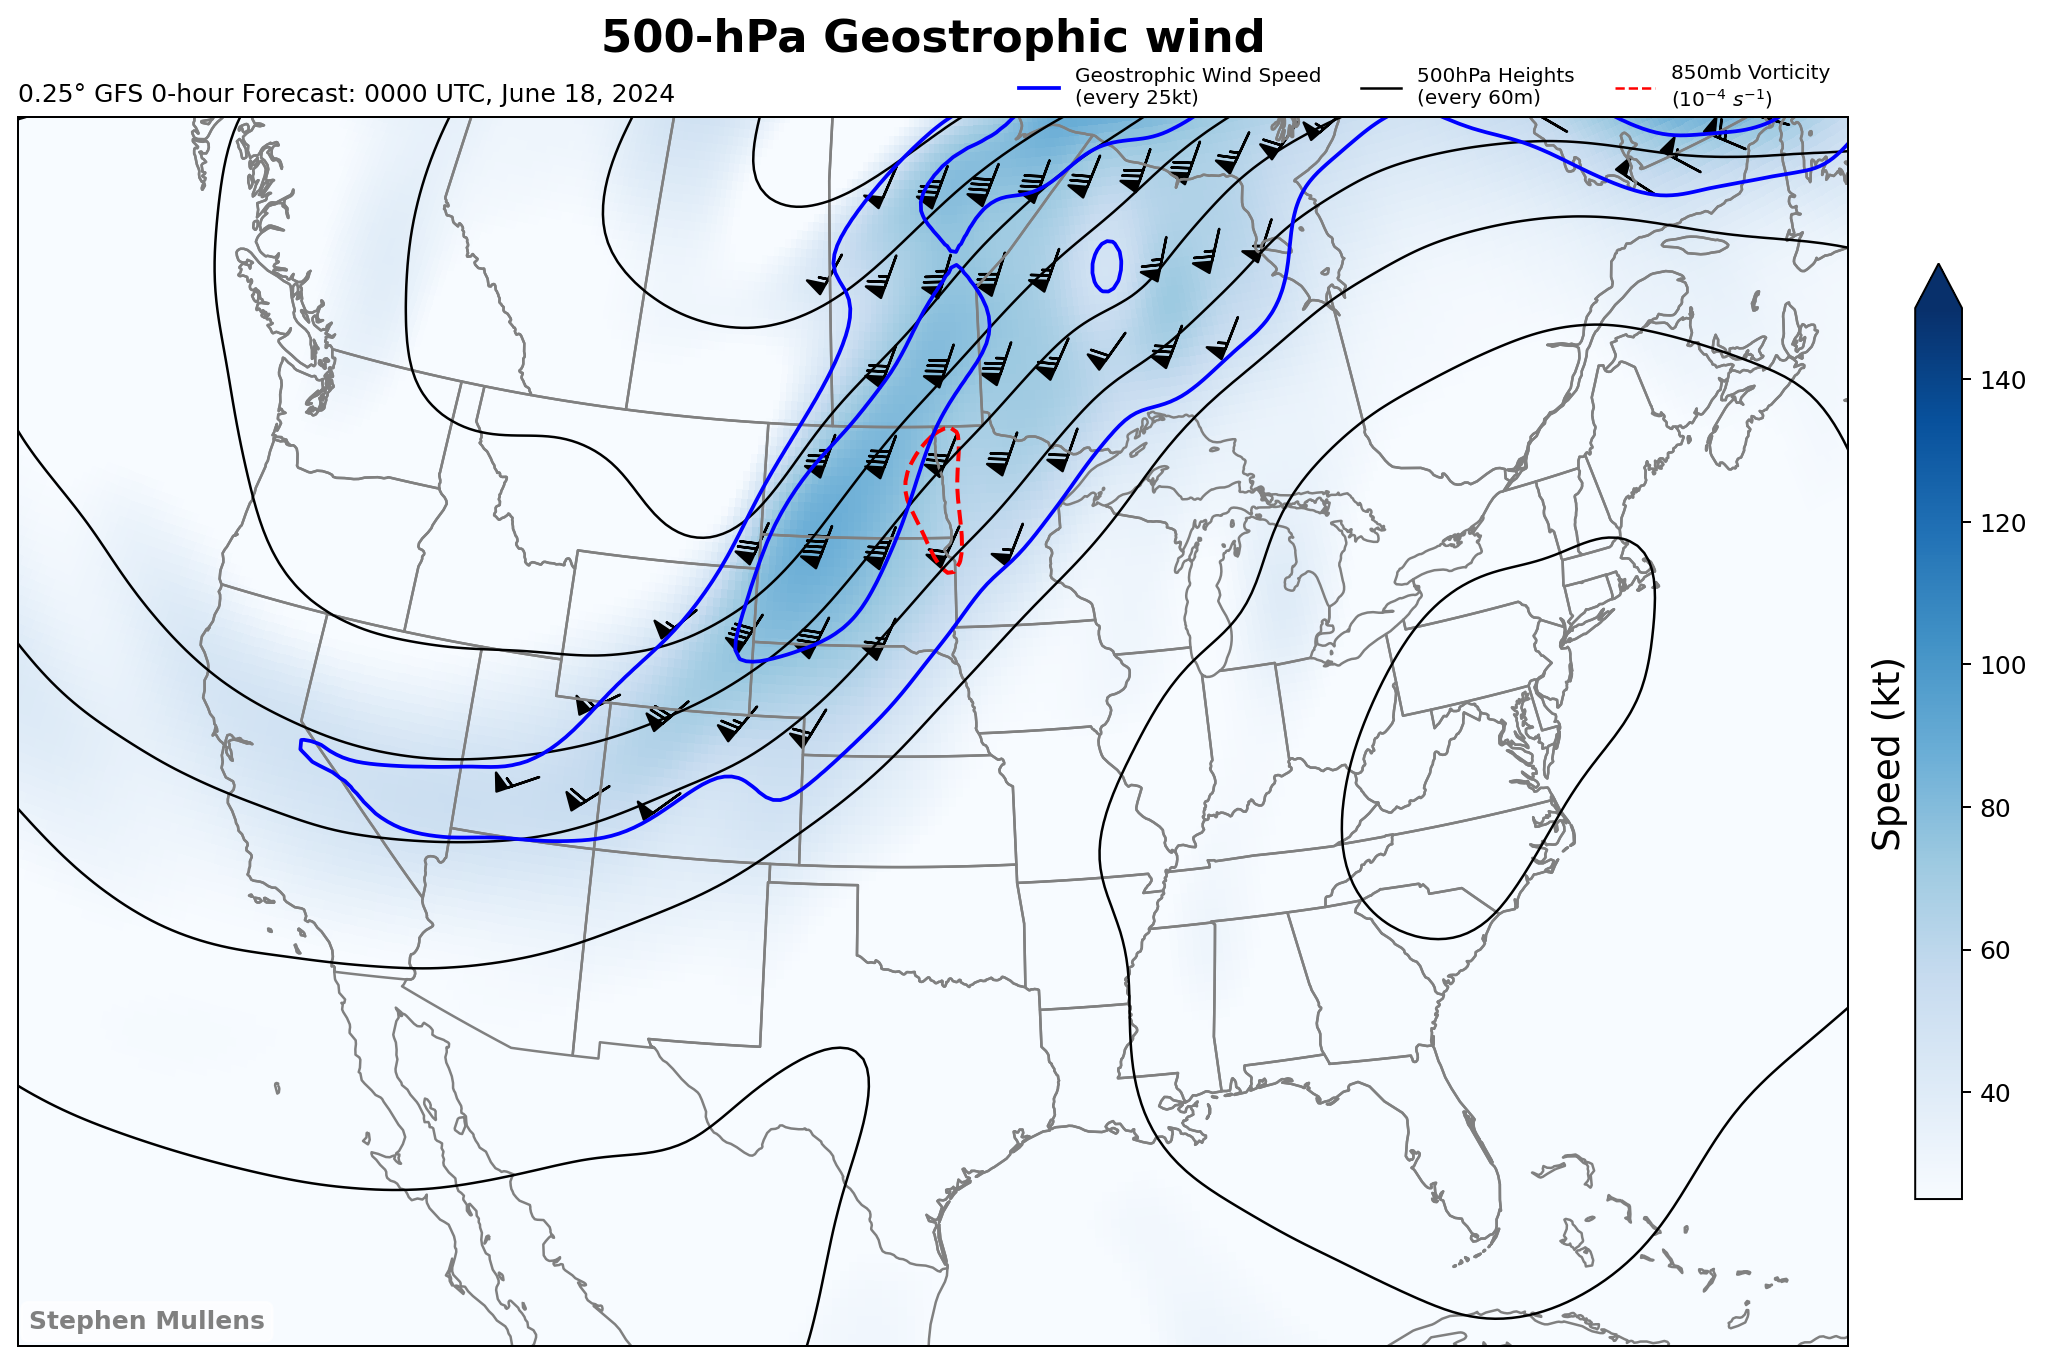 500-hPa Geostrophic wind
0.25° GFS 0-hour Forecast: 0000 UTC, June 18, 2024
Geostrophic Wind Speed
(every 25kt)
500hPa Heights
(every 60m)
850mb Vorticity
(10⁻⁴ s⁻¹)
140
120
100
80
60
40
Speed (kt)
Stephen Mullens